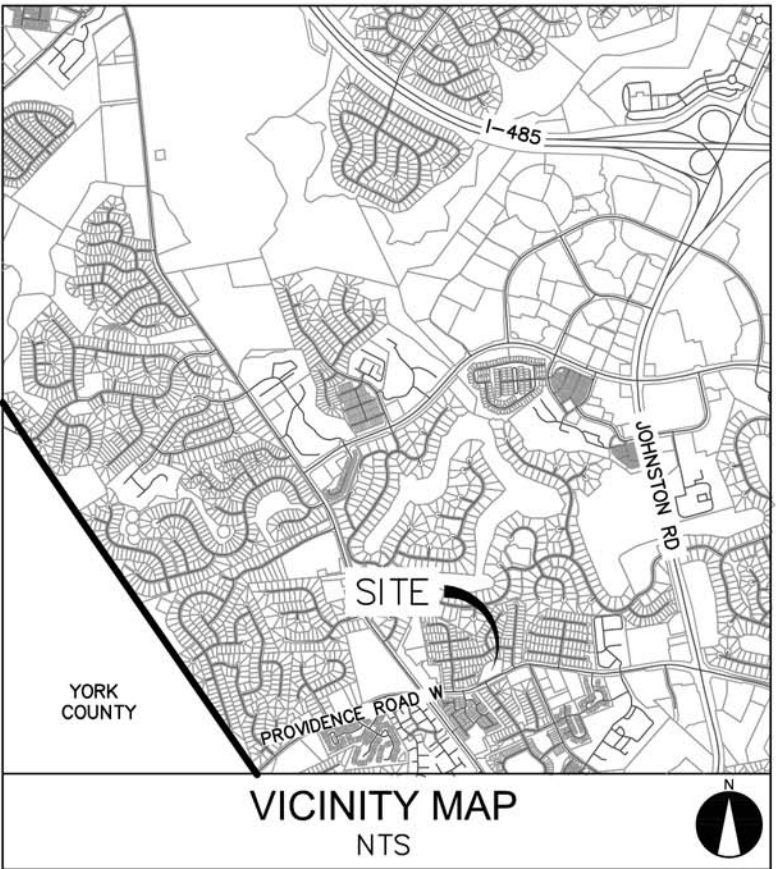 I-485
JOHNSTON RD
SITE
YORK
COUNTY
PROVIDENCE ROAD W
VICINITY MAP
NTS
N